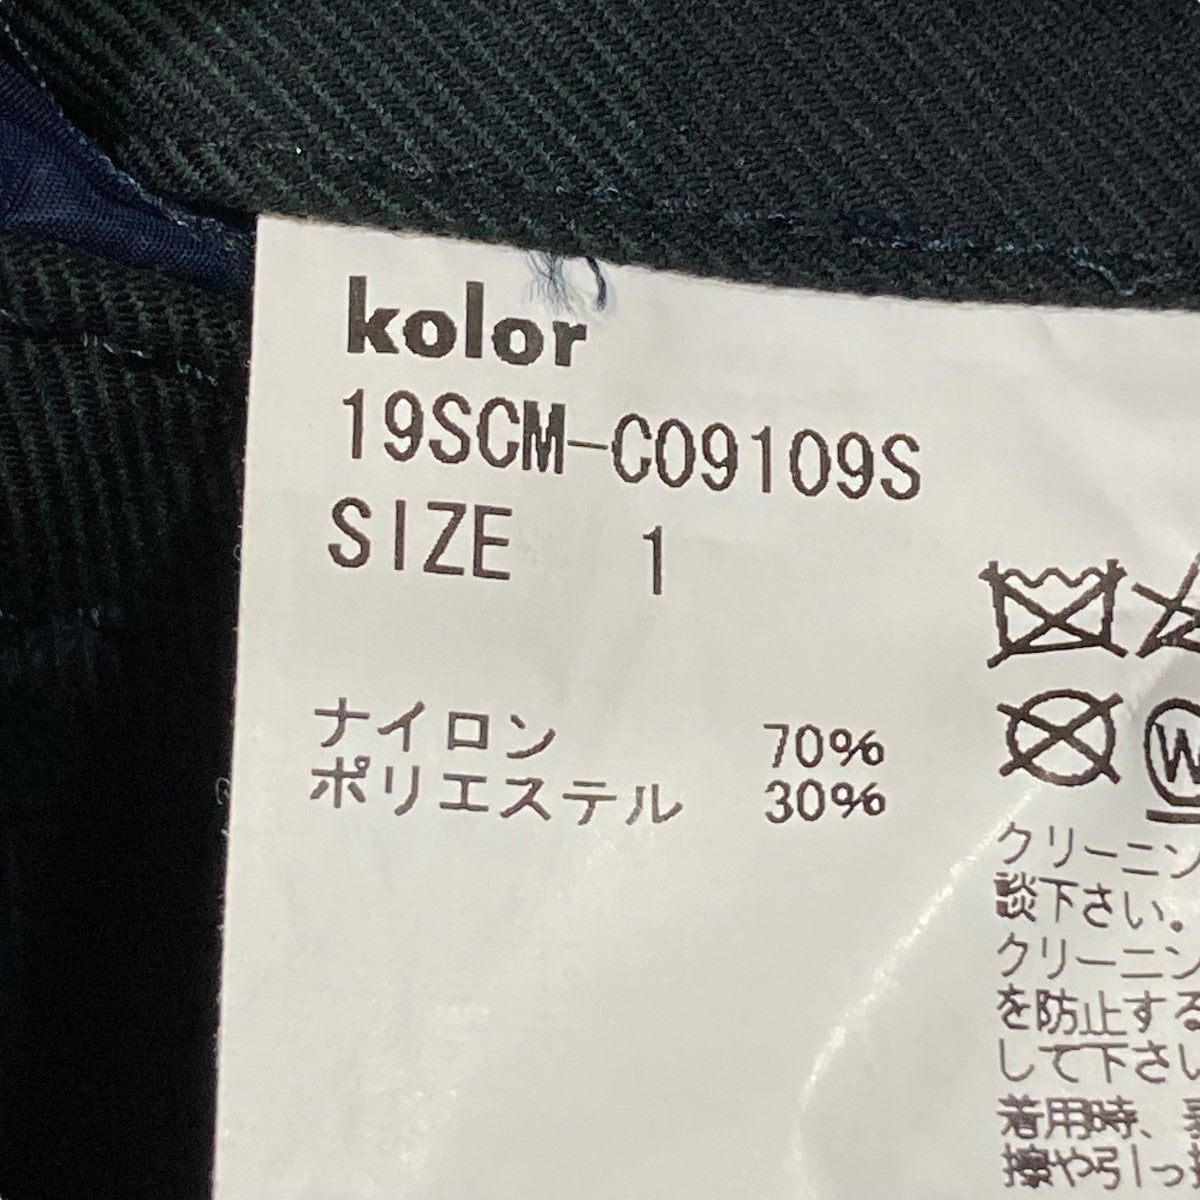 kolor
19SCM-C09109S
SIZE 1
ナイロン 70%
ポリエステル 30%
W
クリーニン
談下さい。
クリーニン
を防止する
して下さい
着用時、
擦や引っ